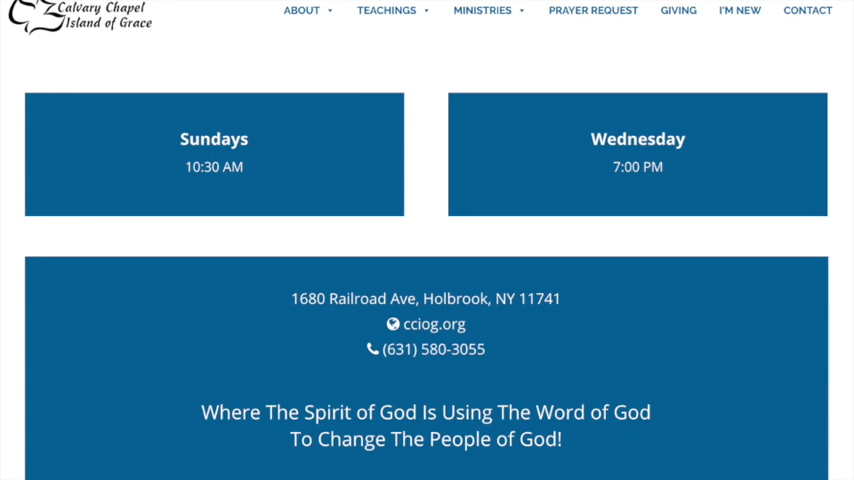 Calvary Chapel
Island of Grace
ABOUT TEACHINGS MINISTRIES PRAYER REQUEST GIVING I'M NEW CONTACT
Sundays
10:30 AM
Wednesday
7:00 PM
1680 Railroad Ave, Holbrook, NY 11741
cciog.org
(631) 580-3055
Where The Spirit of God Is Using The Word of God
To Change The People of God!